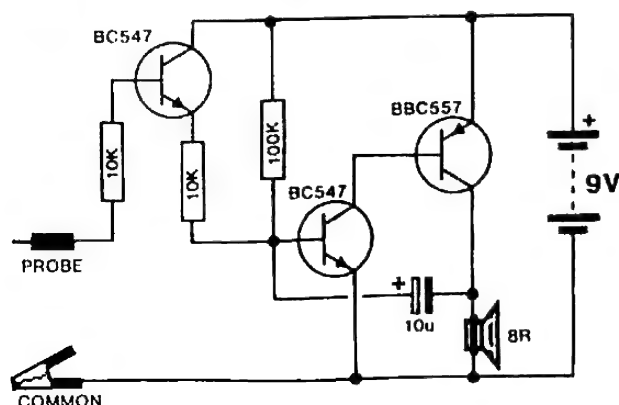 BC547
BBC557
10K
10K
100K
BC547
+
9V
PROBE
+
10u
8R
COMMON